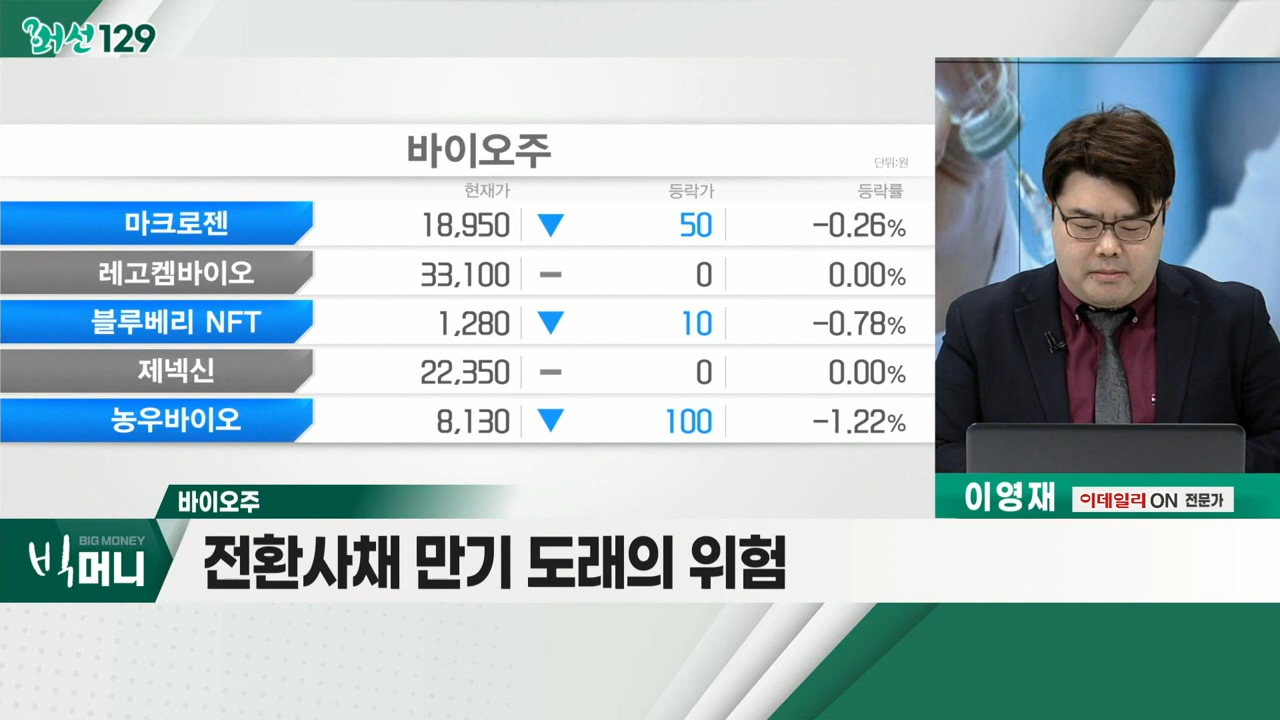 머선129
바이오주
단위:원
현재가 등락가 등락률
마크로젠 18,950 ▼ 50 -0.26%
레고켐바이오 33,100 - 0 0.00%
블루베리 NFT 1,280 ▼ 10 -0.78%
제넥신 22,350 - 0 0.00%
농우바이오 8,130 ▼ 100 -1.22%
이영재 이데일리 ON 전문가
바이오주
BIG MONEY
빅머니
전환사채 만기 도래의 위험